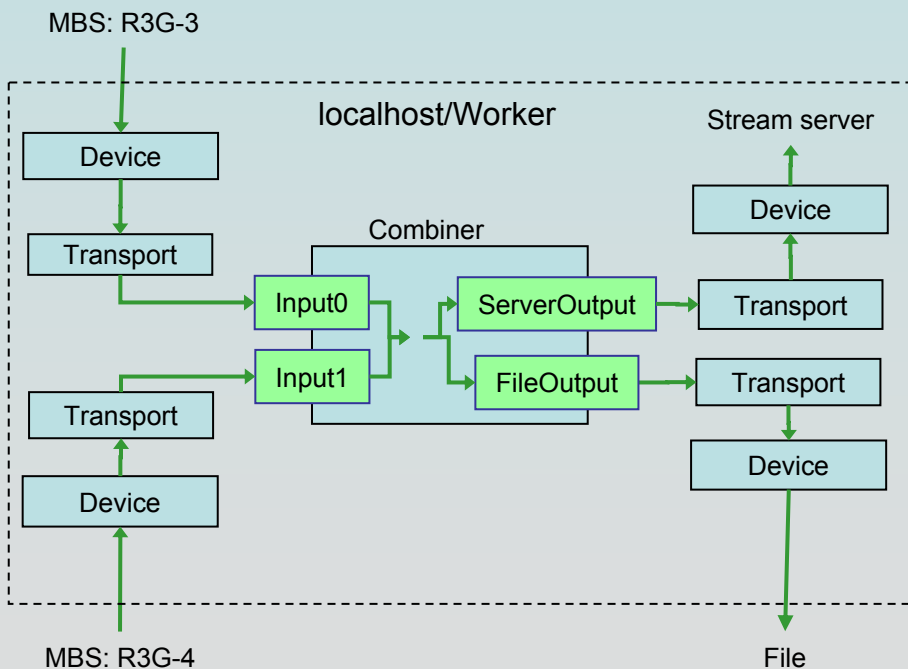 MBS: R3G-3
localhost/Worker
Stream server
Device
Device
Combiner
Transport
Input0
ServerOutput
Transport
Input1
FileOutput
Transport
Transport
Device
Device
MBS: R3G-4
File